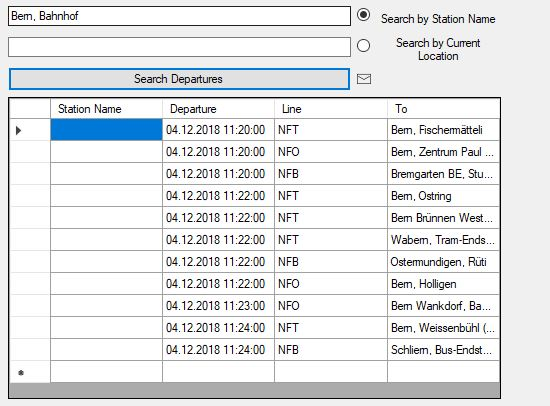 Bern, Bahnhof
Search by Station Name
Search by Current
Location
Search Departures
Station Name Departure Line To
04.12.2018 11:20:00 NFT Bern, Fischermätteli
04.12.2018 11:20:00 NFO Bern, Zentrum Paul ...
04.12.2018 11:20:00 NFB Bremgarten BE, Stu...
04.12.2018 11:22:00 NFT Bern, Ostring
04.12.2018 11:22:00 NFT Bern Brünnen West...
04.12.2018 11:22:00 NFT Wabern, Tram-Ends...
04.12.2018 11:22:00 NFB Ostermundigen, Rüti
04.12.2018 11:22:00 NFO Bern, Holligen
04.12.2018 11:23:00 NFO Bern Wankdorf, Ba...
04.12.2018 11:24:00 NFT Bern, Weissenbühl (...
04.12.2018 11:24:00 NFB Schliern, Bus-Endst...